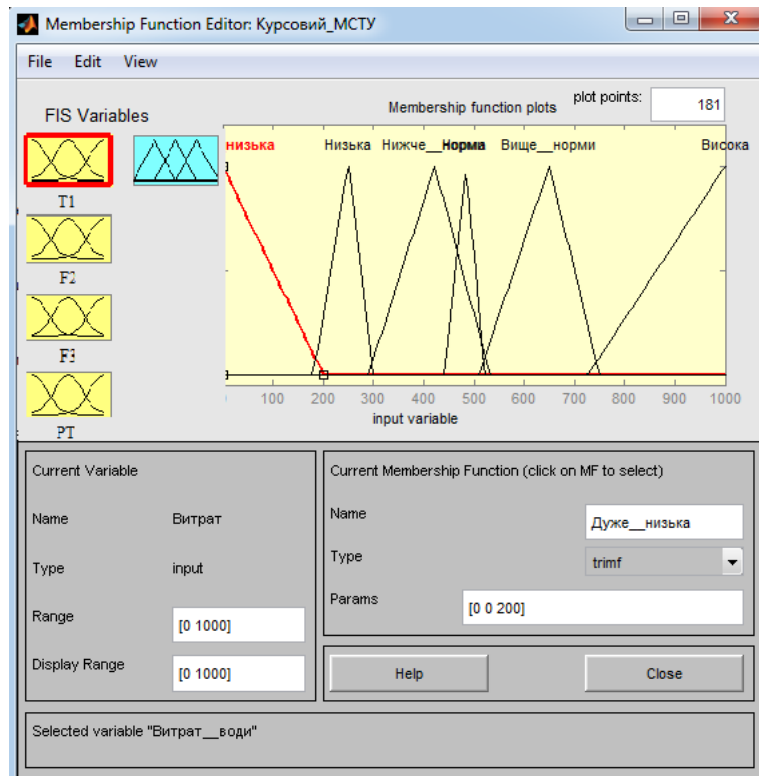 Membership Function Editor: Курсовий_МСТУ
File Edit View
FIS Variables
Membership function plots
plot points:
181
T1
F2
F3
PT
низька Низька Нижче__ Норма Вище__норми Висока
100 200 300 400 500 600 700 800 900 1000
input variable
Current Variable
Name Витрат
Type input
Range [0 1000]
Display Range [0 1000]
Current Membership Function (click on MF to select)
Name Дуже__низька
Type trimf
Params [0 0 200]
Help Close
Selected variable "Витрат__води"